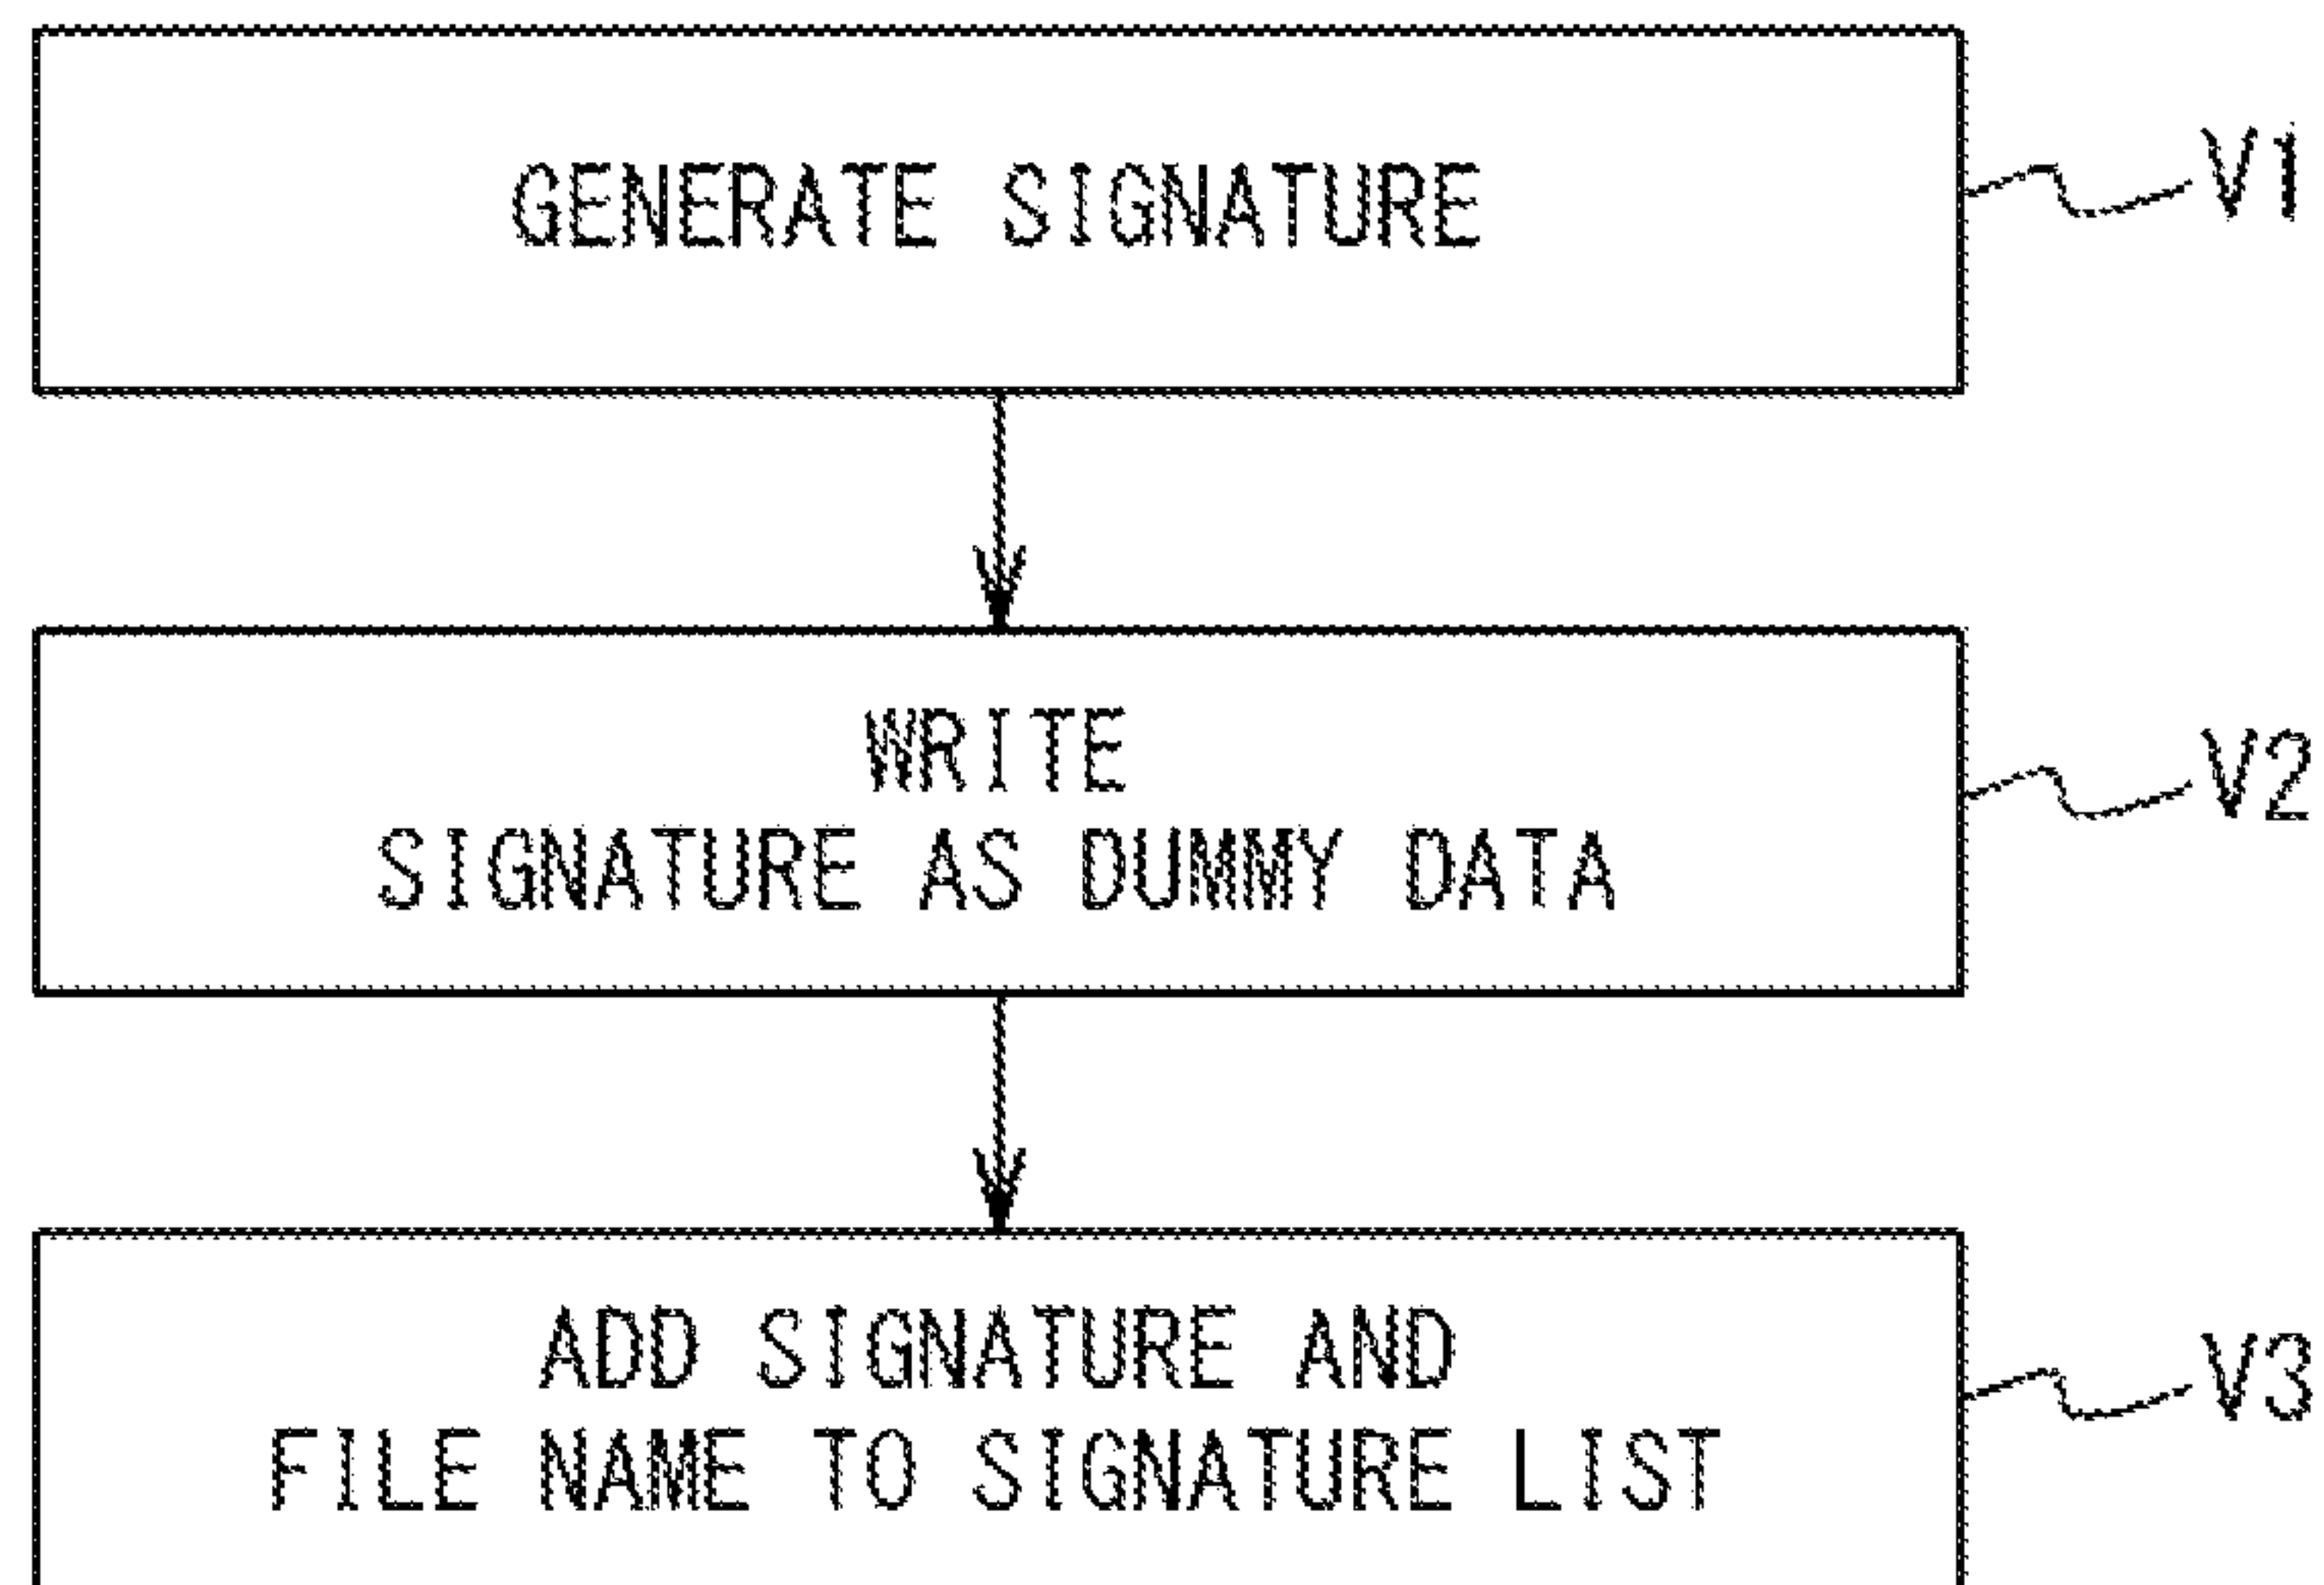 GENERATE SIGNATURE
V1
WRITE
SIGNATURE AS DUMMY DATA
V2
ADD SIGNATURE AND
FILE NAME TO SIGNATURE LIST
V3